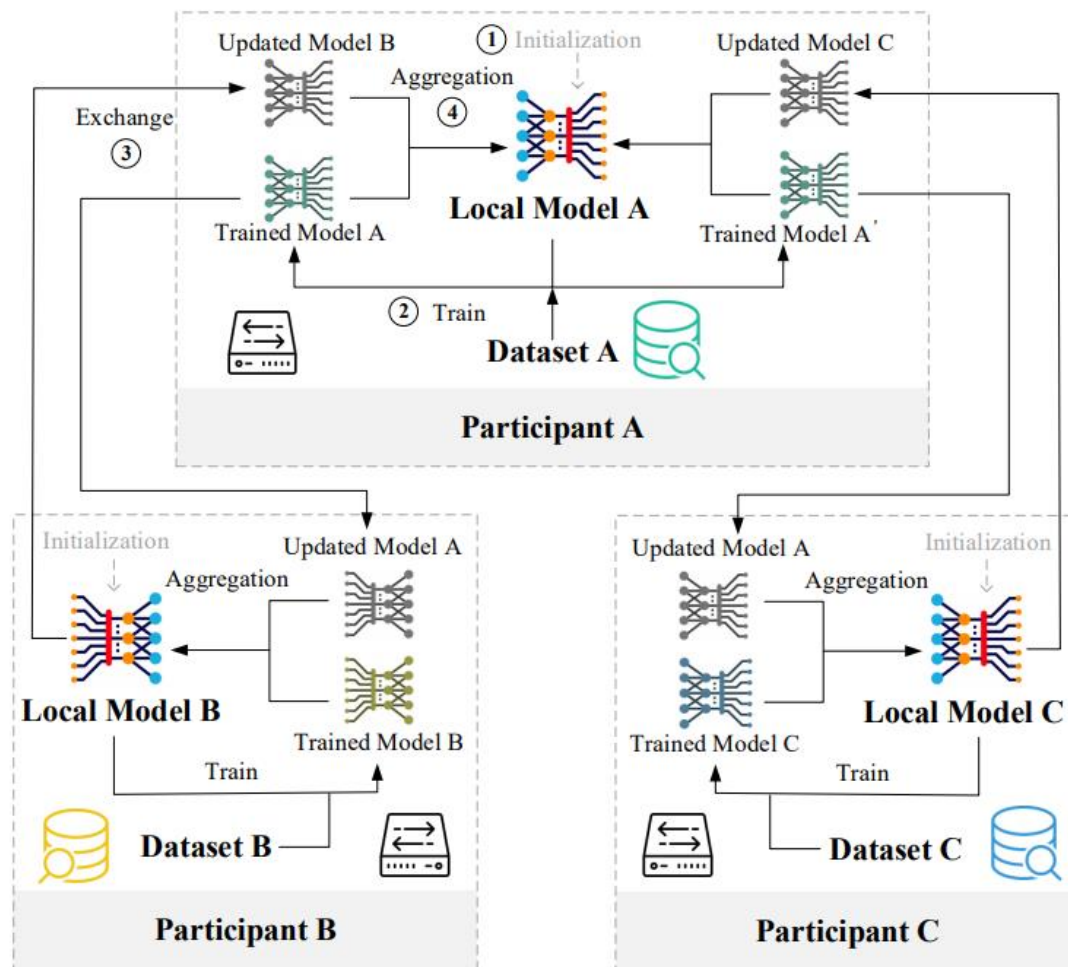 Updated Model B
① Initialization
Updated Model C
Aggregation
④
Exchange
③
Local Model A
Trained Model A
Trained Model A'
② Train
Dataset A
Participant A
Initialization
Updated Model A
Aggregation
Local Model B
Trained Model B
Train
Dataset B
Participant B
Updated Model A
Initialization
Aggregation
Local Model C
Trained Model C
Train
Dataset C
Participant C